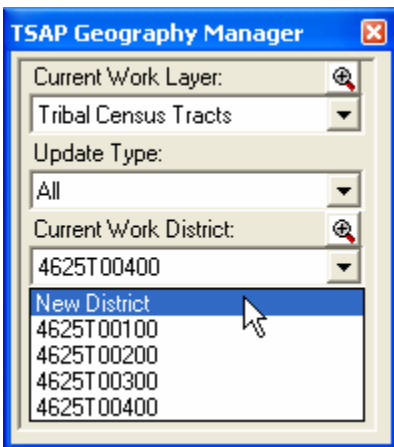 TSAP Geography Manager
Current Work Layer:
Tribal Census Tracts
Update Type:
All
Current Work District:
4625T00400
New District
4625T00100
4625T00200
4625T00300
4625T00400